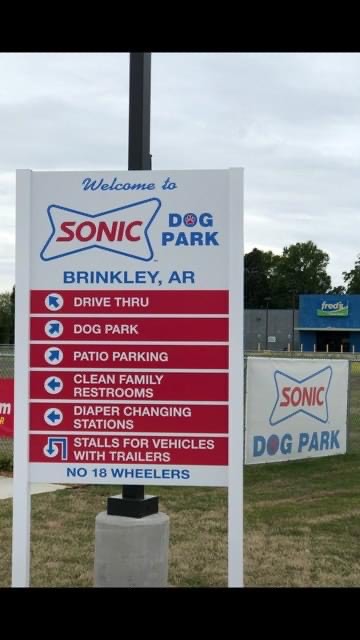 Welcome to
SONIC
DOG
PARK
BRINKLEY, AR
DRIVE THRU
DOG PARK
PATIO PARKING
CLEAN FAMILY
RESTROOMS
DIAPER CHANGING
STATIONS
STALLS FOR VEHICLES
WITH TRAILERS
NO 18 WHEELERS
fred's
SONIC
DOG PARK